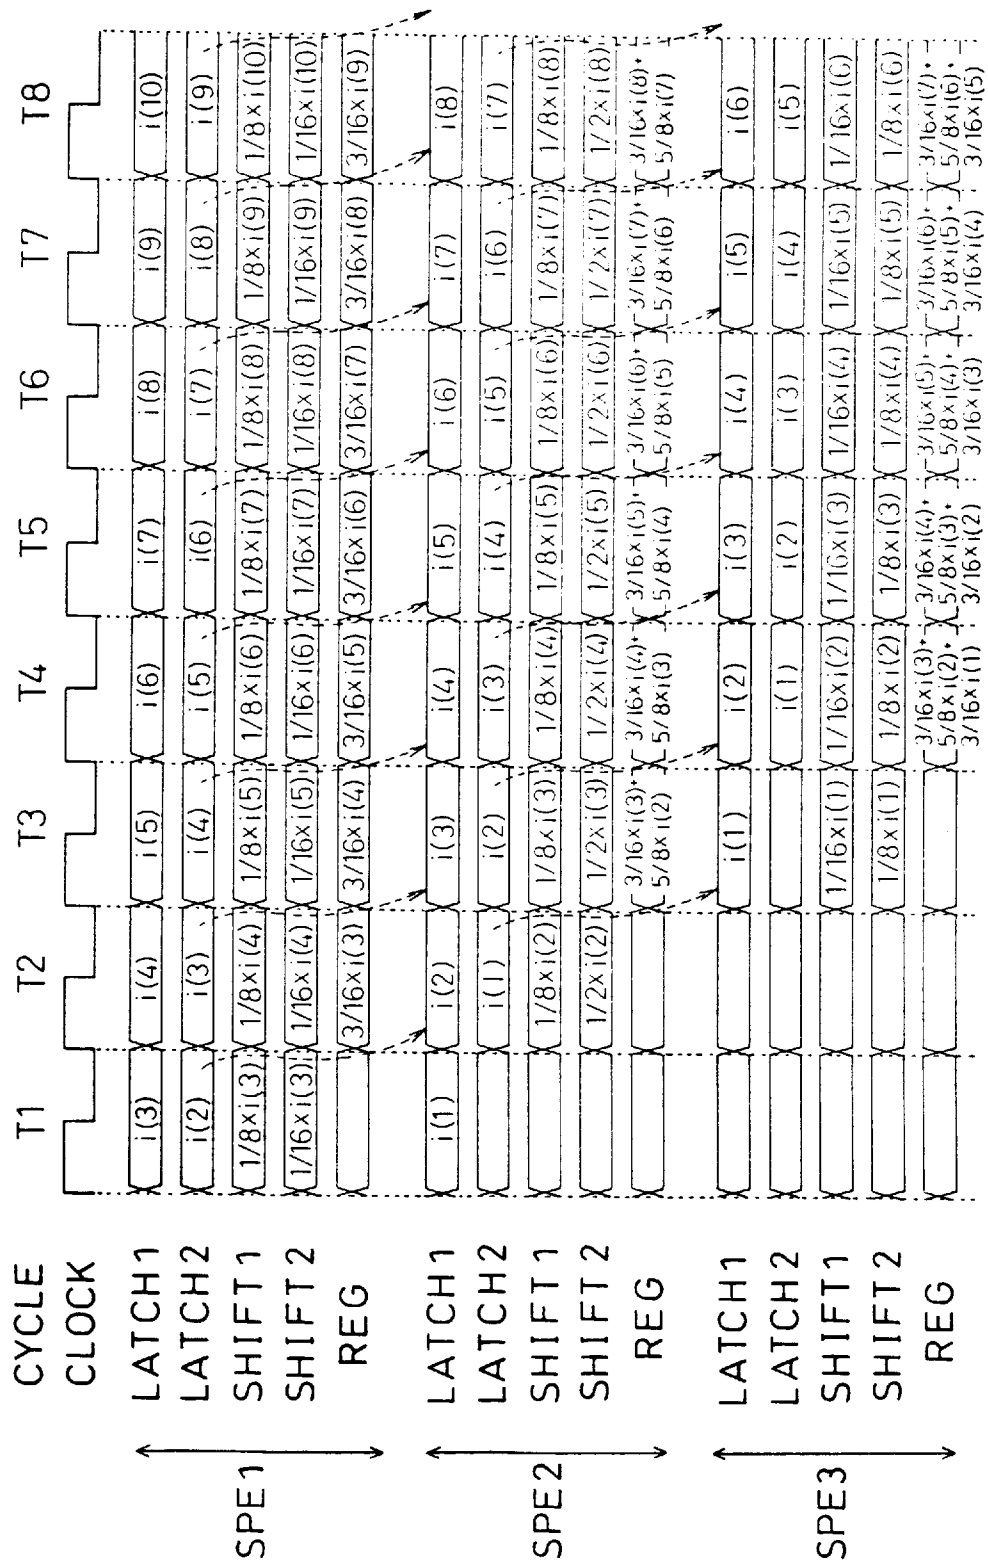 CYCLE T1 T2 T3 T4 T5 T6 T7 T8
CLOCK
SPE1
LATCH1 i(3) i(4) i(5) i(6) i(7) i(8) i(9) i(10)
LATCH2 i(2) i(3) i(4) i(5) i(6) i(7) i(8) i(9)
SHIFT1 1/8×i(3) 1/8×i(4) 1/8×i(5) 1/8×i(6) 1/8×i(7) 1/8×i(8) 1/8×i(9) 1/8×i(10)
SHIFT2 1/16×i(3) 1/16×i(4) 1/16×i(5) 1/16×i(6) 1/16×i(7) 1/16×i(8) 1/16×i(9) 1/16×i(10)
REG 3/16×i(3) 3/16×i(4) 3/16×i(5) 3/16×i(6) 3/16×i(7) 3/16×i(8) 3/16×i(9)
SPE2
LATCH1 i(1) i(2) i(3) i(4) i(5) i(6) i(7) i(8)
LATCH2 i(1) i(2) i(3) i(4) i(5) i(6) i(7)
SHIFT1 1/8×i(2) 1/8×i(3) 1/8×i(4) 1/8×i(5) 1/8×i(6) 1/8×i(7) 1/8×i(8)
SHIFT2 1/2×i(2) 1/2×i(3) 1/2×i(4) 1/2×i(5) 1/2×i(6) 1/2×i(7) 1/2×i(8)
REG 3/16×i(3)+ 3/16×i(4)+ 3/16×i(5)+ 3/16×i(6)+ 3/16×i(7)+ 3/16×i(8)+
5/8×i(2) 5/8×i(3) 5/8×i(4) 5/8×i(5) 5/8×i(6) 5/8×i(7)
SPE3
LATCH1 i(1) i(2) i(3) i(4) i(5) i(6)
LATCH2 i(1) i(2) i(3) i(4) i(5)
SHIFT1 1/16×i(1) 1/16×i(2) 1/16×i(3) 1/16×i(4) 1/16×i(5) 1/16×i(6)
SHIFT2 1/8×i(1) 1/8×i(2) 1/8×i(3) 1/8×i(4) 1/8×i(5) 1/8×i(6)
REG 3/16×i(3)+ 3/16×i(4)+ 3/16×i(5)+ 3/16×i(6)+ 3/16×i(7)+
5/8×i(2)+ 5/8×i(3)+ 5/8×i(4)+ 5/8×i(5)+ 5/8×i(6)+
3/16×i(1) 3/16×i(2) 3/16×i(3) 3/16×i(4) 3/16×i(5)